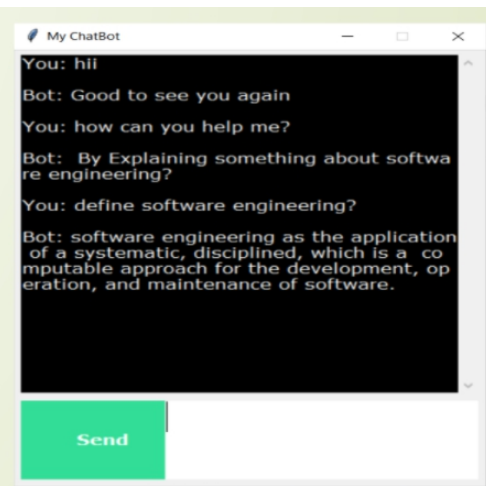 My ChatBot
You: hii
Bot: Good to see you again
You: how can you help me?
Bot:  By Explaining something about softwa
re engineering?
You: define software engineering?
Bot: software engineering as the application
 of a systematic, disciplined, which is a  co
mputable approach for the development, op
eration, and maintenance of software.
Send